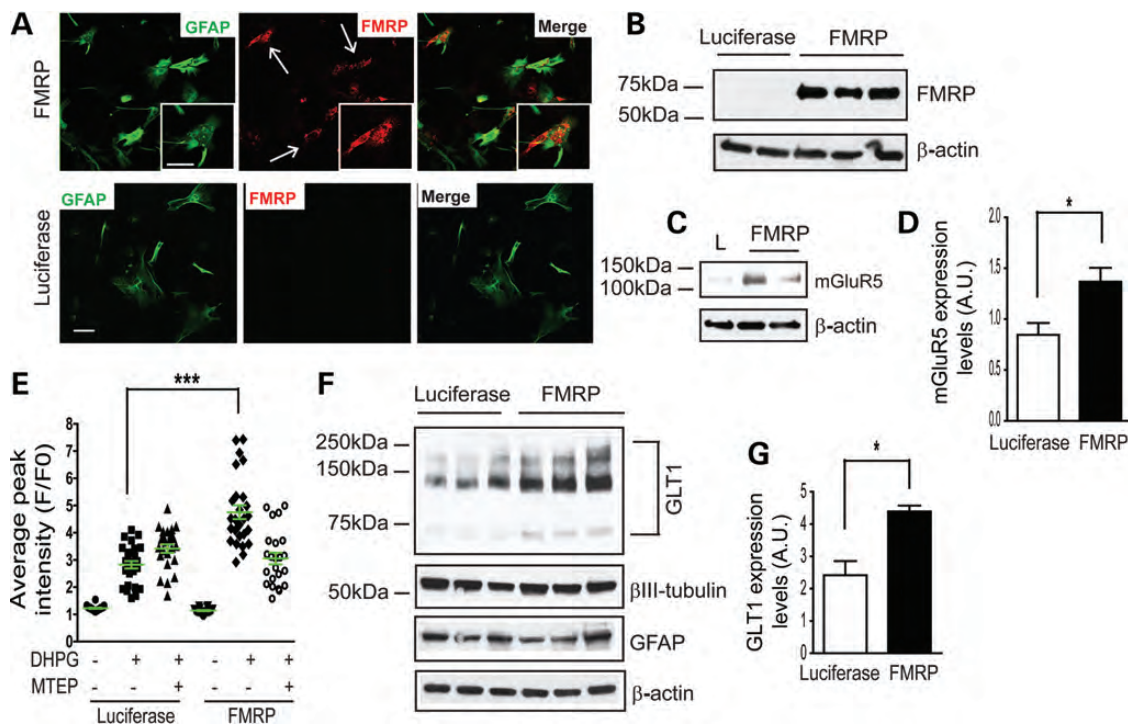 A
GFAP
FMRP
Merge
FMRP
GFAP
FMRP
Merge
Luciferase
B
Luciferase
FMRP
75kDa
50kDa
FMRP
β-actin
C
L
FMRP
150kDa
100kDa
mGluR5
β-actin
D
*
mGluR5 expression
levels (A.U.)
2.0
1.5
1.0
0.5
0.0
Luciferase
FMRP
E
***
Average peak
intensity (F/F0)
8
7
6
5
4
3
2
1
DHPG - + + - + +
MTEP - - + - - +
Luciferase
FMRP
F
Luciferase
FMRP
250kDa
150kDa
75kDa
50kDa
GLT1
βIII-tubulin
GFAP
β-actin
G
*
GLT1 expression
levels (A.U.)
5
4
3
2
1
0
Luciferase
FMRP